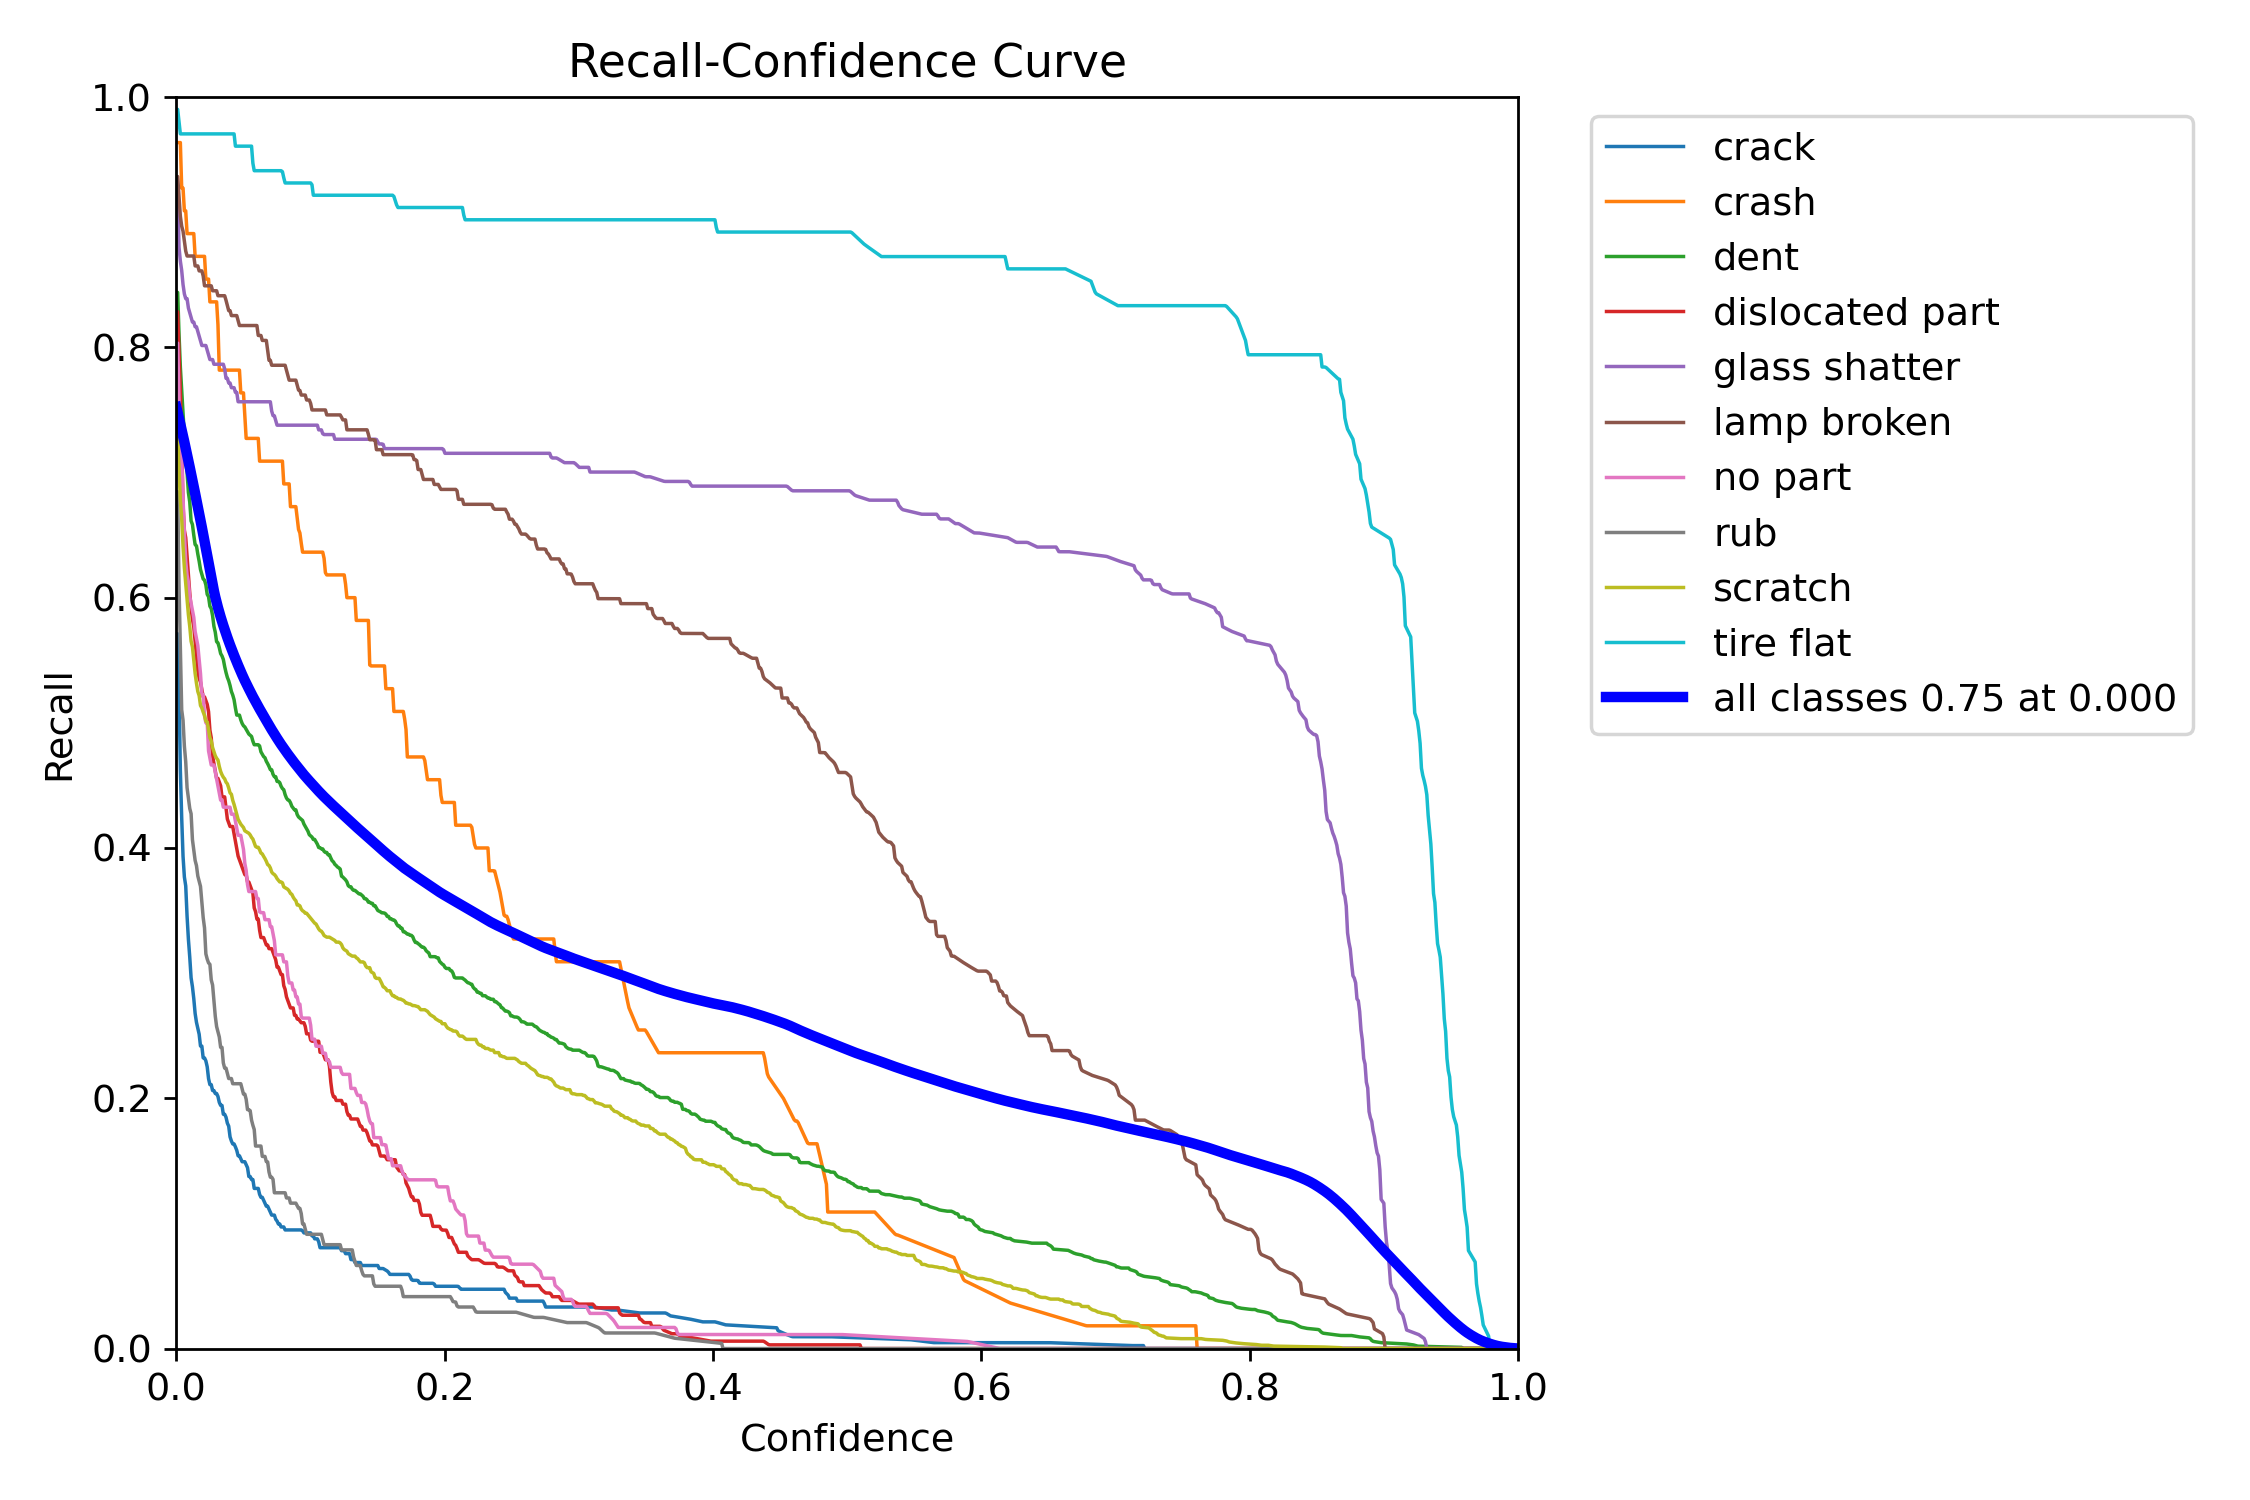 Recall-Confidence Curve
1.0
0.8
0.6
0.4
0.2
0.0
Recall
0.0 0.2 0.4 0.6 0.8 1.0
Confidence
crack
crash
dent
dislocated part
glass shatter
lamp broken
no part
rub
scratch
tire flat
all classes 0.75 at 0.000